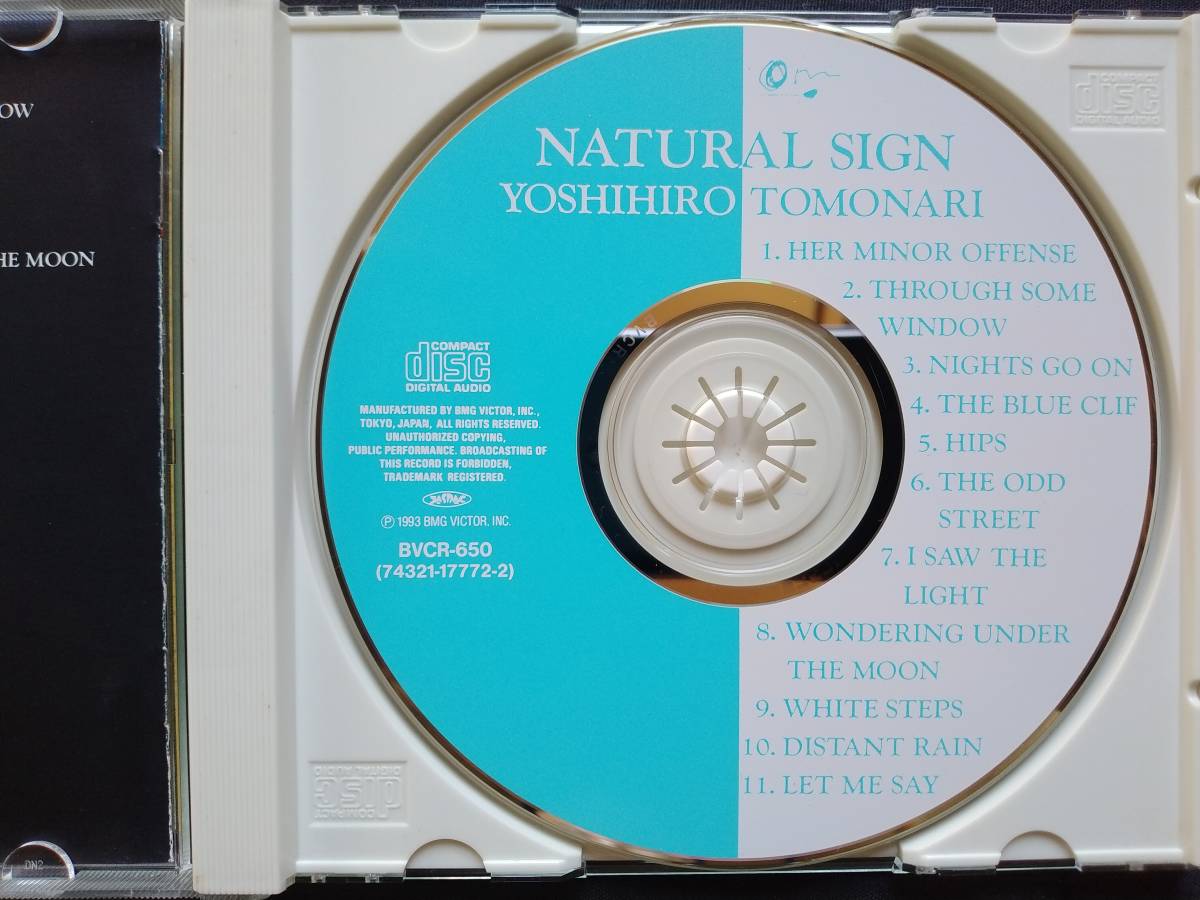 OW
HE MOON
DN2
Om
NATURAL SIGN
YOSHIHIRO TOMONARI
1. HER MINOR OFFENSE
2. THROUGH SOME
WINDOW
3. NIGHTS GO ON
4. THE BLUE CLIF
5. HIPS
6. THE ODD
STREET
7. I SAW THE
LIGHT
8. WONDERING UNDER
THE MOON
9. WHITE STEPS
10. DISTANT RAIN
11. LET ME SAY
COMPACT
disc
DIGITAL AUDIO
MANUFACTURED BY BMG VICTOR, INC.,
TOKYO, JAPAN, ALL RIGHTS RESERVED.
UNAUTHORIZED COPYING,
PUBLIC PERFORMANCE. BROADCASTING OF
THIS RECORD IS FORBIDDEN,
TRADEMARK REGISTERED.
JASRAC
Ⓟ 1993 BMG VICTOR, INC.
BVCR-650
(74321-17772-2)
BVCR
COMPACT
disc
DIGITAL AUDIO
COMPACT
disc
DIGITAL AUDIO